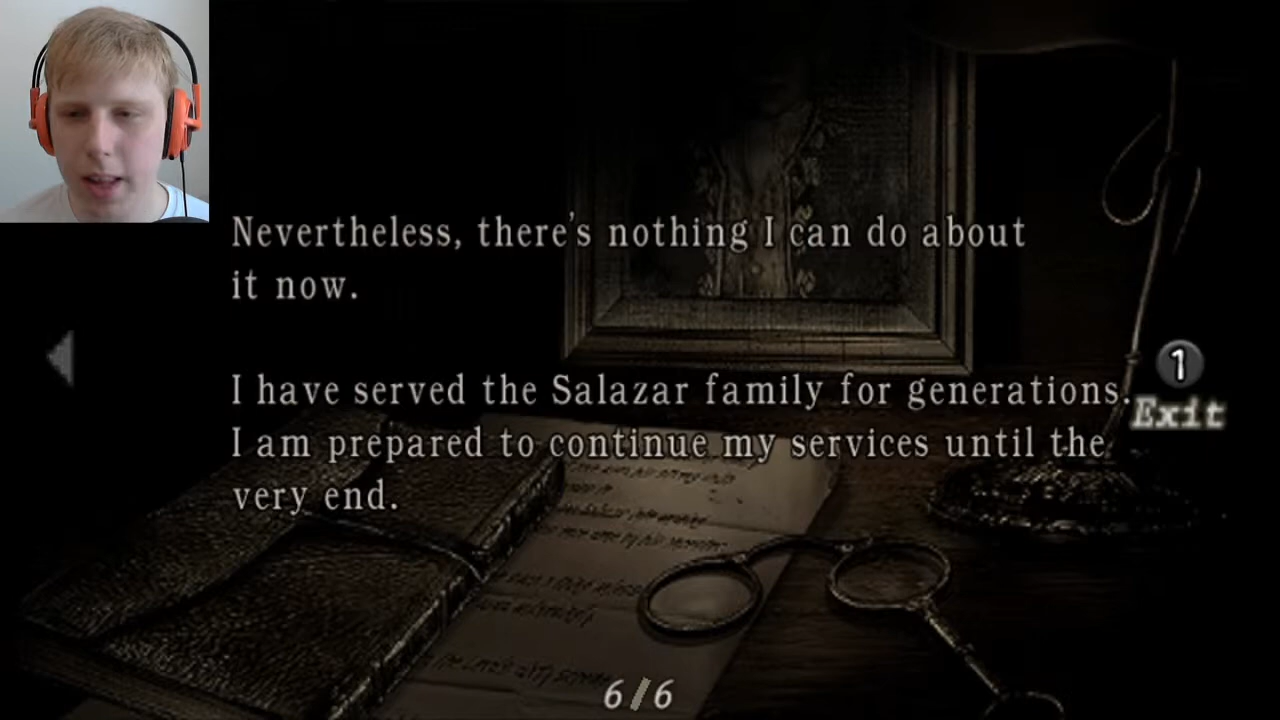 Nevertheless, there's nothing I can do about
it now.
I have served the Salazar family for generations.
I am prepared to continue my services until the
very end.
1
Exit
6/6